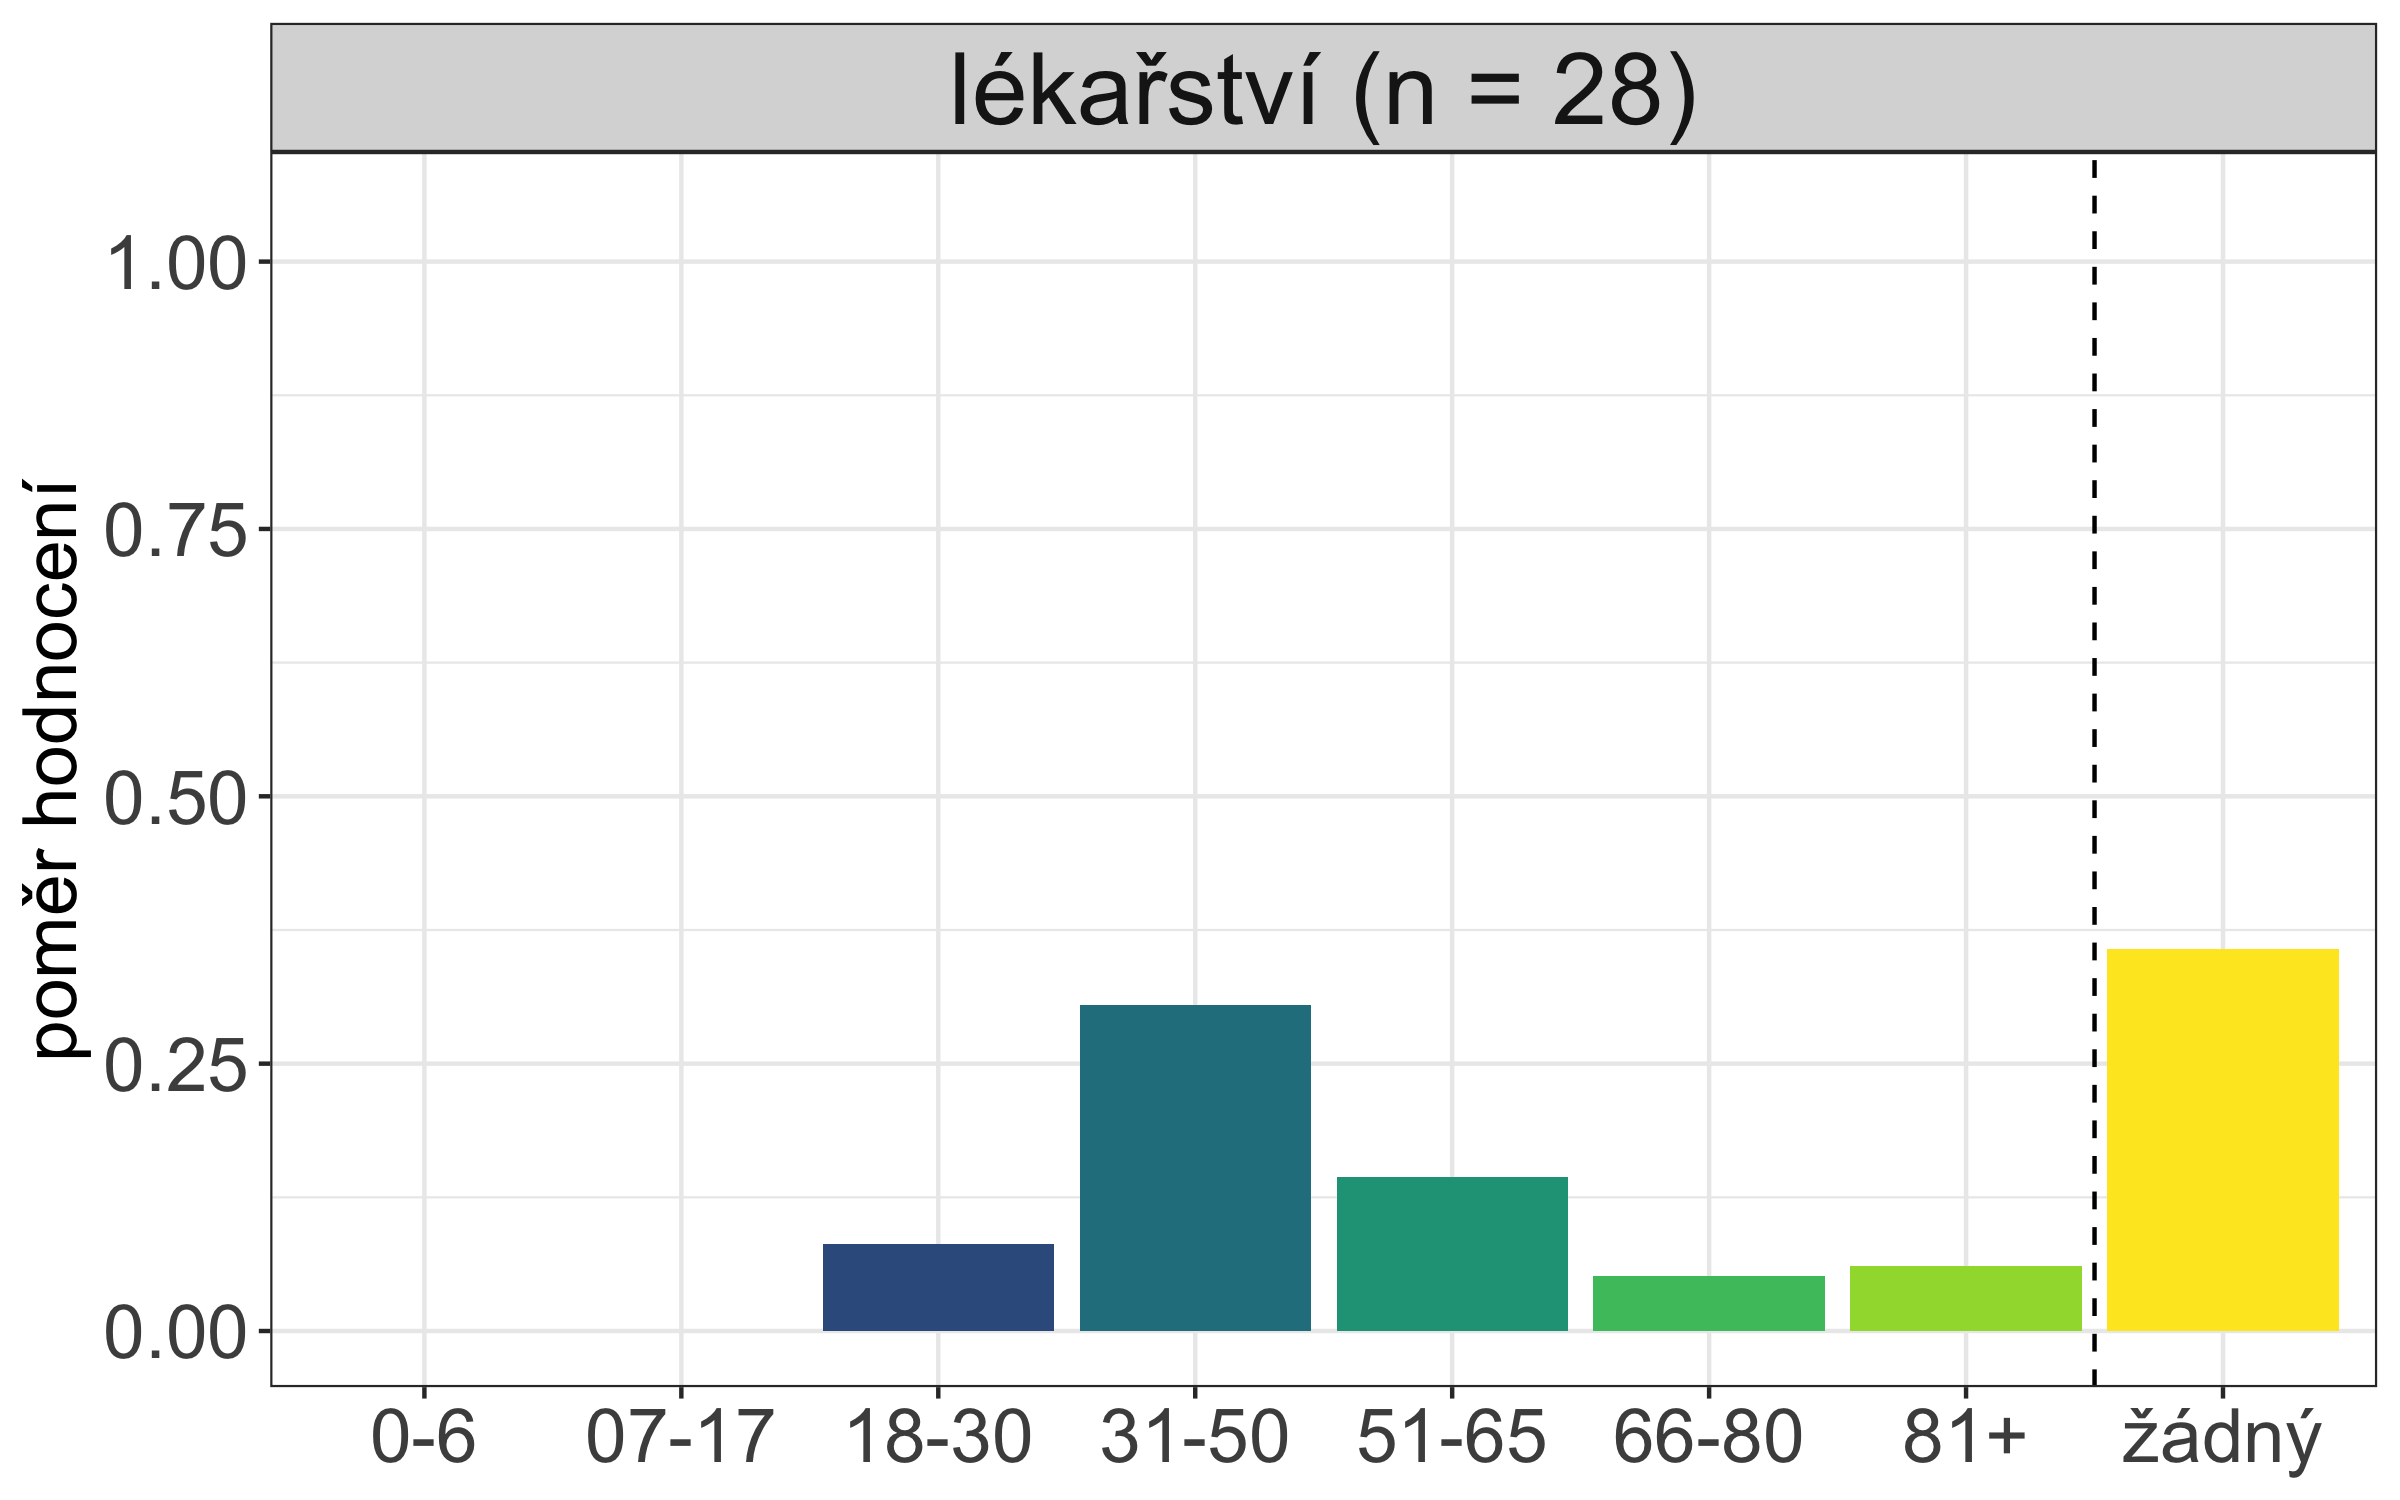 lékařství (n = 28)
poměr hodnocení
1.00
0.75
0.50
0.25
0.00
0-6 07-17 18-30 31-50 51-65 66-80 81+ žádný